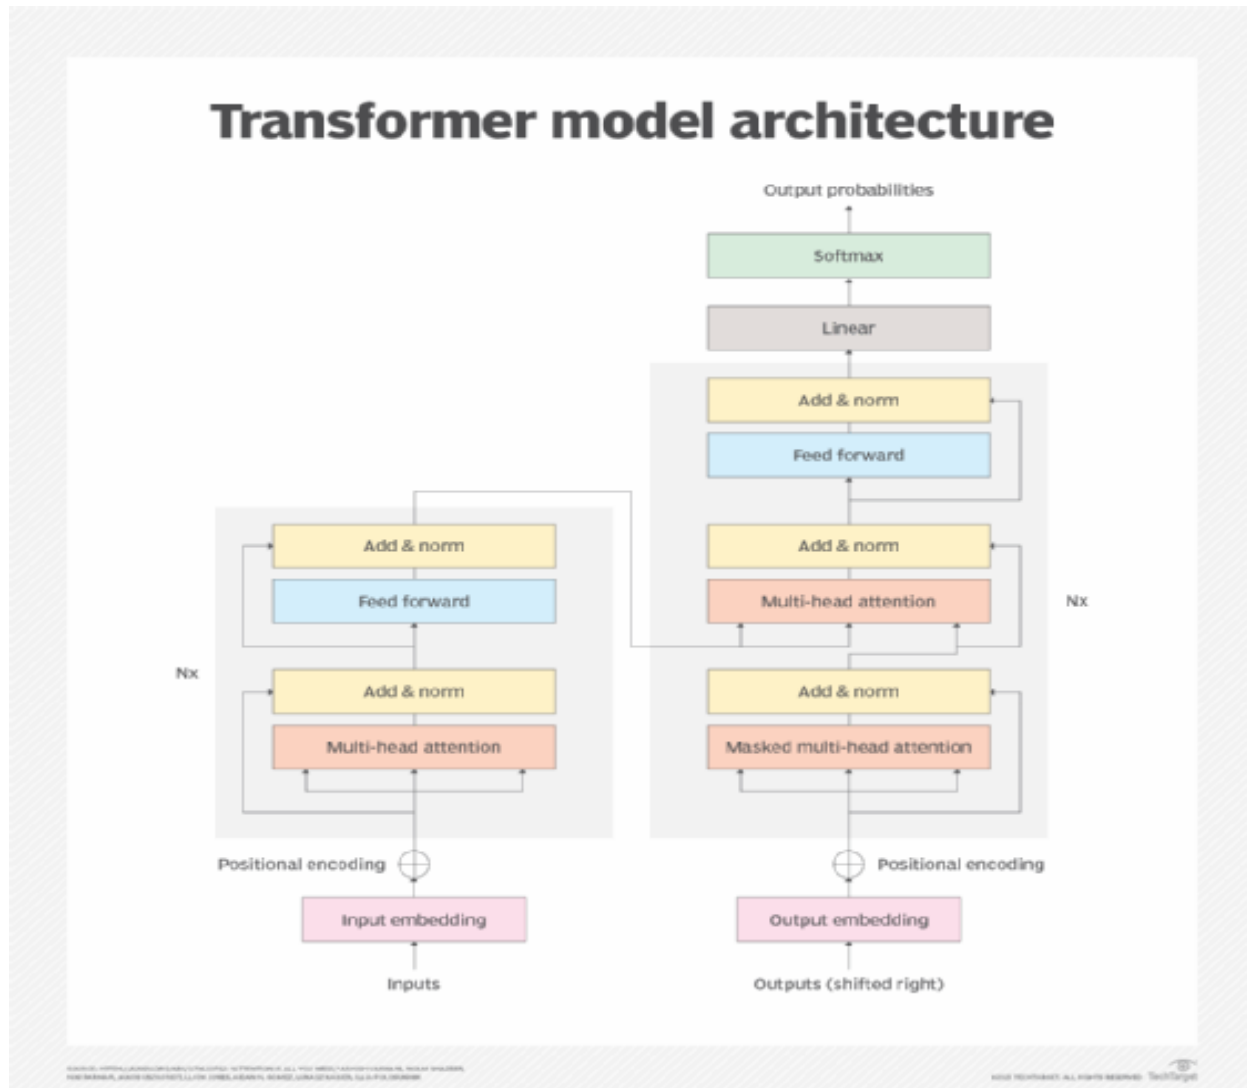 Transformer model architecture
Output probabilities
Softmax
Linear
Add & norm
Feed forward
Add & norm
Multi-head attention
Nx
Add & norm
Masked multi-head attention
Positional encoding
Output embedding
Outputs (shifted right)
Add & norm
Feed forward
Nx
Add & norm
Multi-head attention
Positional encoding
Input embedding
Inputs
TechTarget